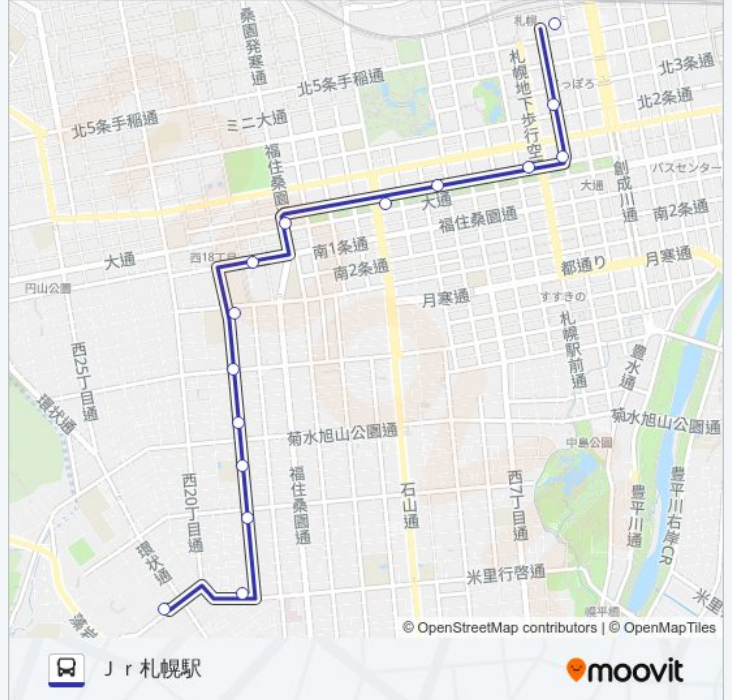 札幌
桑園発寒通
北5条手稲通
北3条通
つぽろ
札幌地下歩行空
北2条通
北5条手稲通
ミニ大通
福住桑園
バスセンター
創成川通
大通
大通
福住桑園通
南2条通
南1条通
西18丁目
大通
南2条通
都通り
月寒通
円山公園
月寒通
すすきの
札幌駅前通
豊水通
西25丁目通
環状通
菊水旭山公園通
菊水旭山公園通
中島公園
西20丁目通
福住桑園通
石山通
西7丁目通
豊平川通
豊平川右岸CR
環状通
米里行啓通
米里
幌平橋
藻岩
© OpenStreetMap contributors | © OpenMapTiles
Ｊｒ札幌駅
moovit